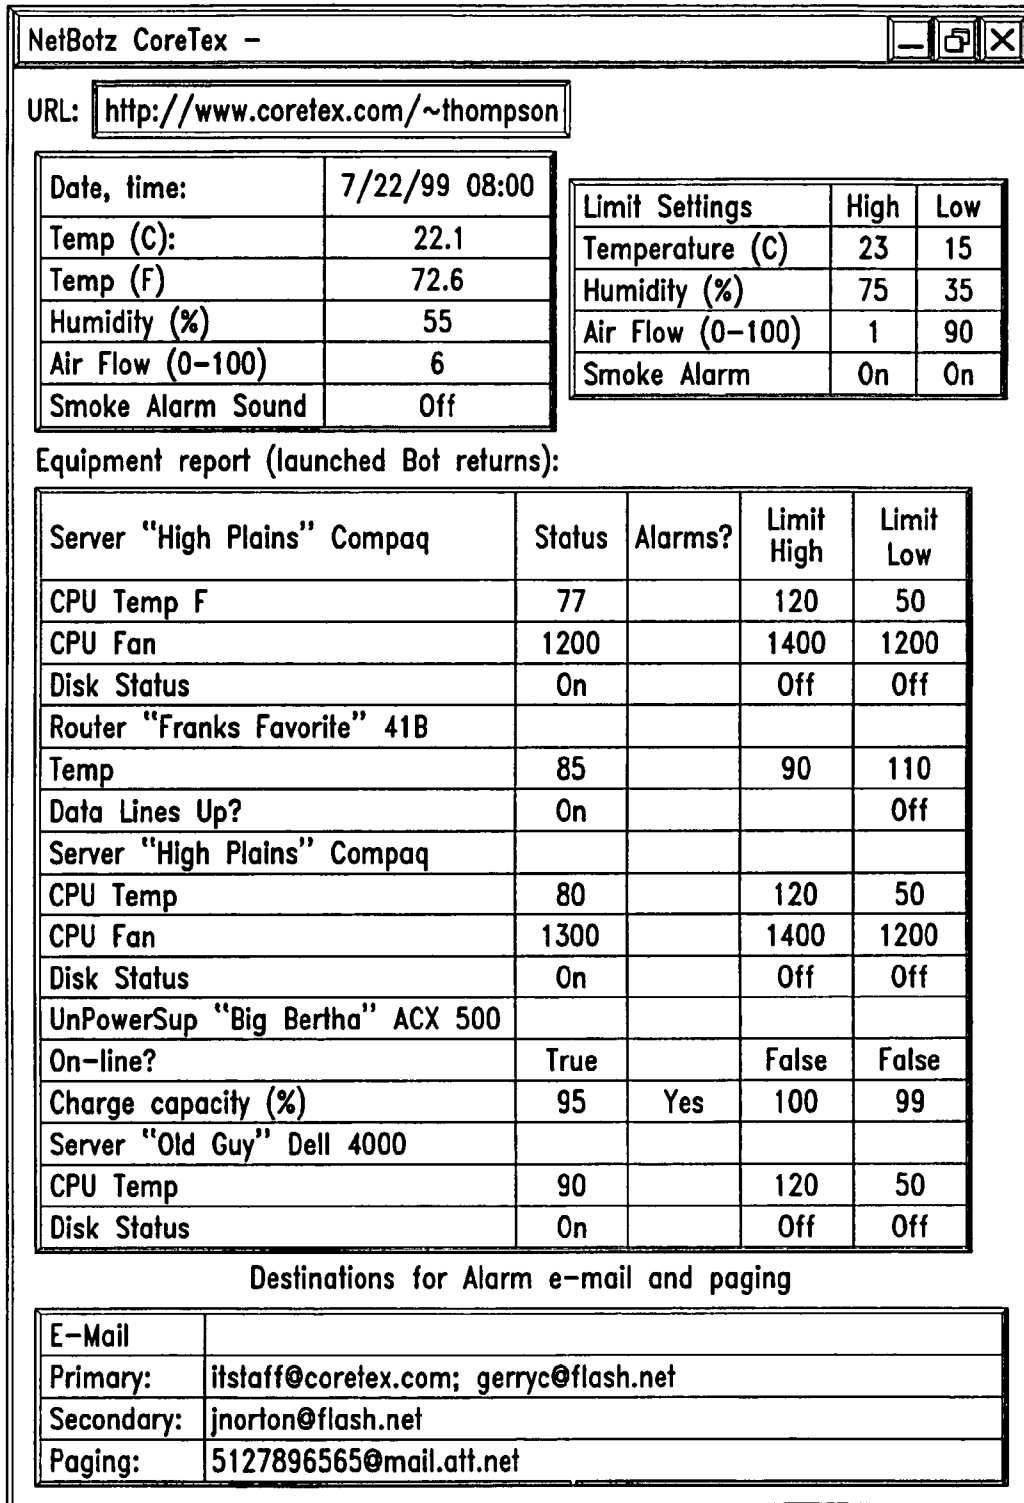 NetBotz CoreTex –
URL: http://www.coretex.com/~thompson
Date, time: 7/22/99 08:00
Temp (C): 22.1
Temp (F) 72.6
Humidity (%) 55
Air Flow (0–100) 6
Smoke Alarm Sound Off
Limit Settings High Low
Temperature (C) 23 15
Humidity (%) 75 35
Air Flow (0–100) 1 90
Smoke Alarm On On
Equipment report (launched Bot returns):
Server "High Plains" Compaq Status Alarms? Limit High Limit Low
CPU Temp F 77 120 50
CPU Fan 1200 1400 1200
Disk Status On Off Off
Router "Franks Favorite" 41B
Temp 85 90 110
Data Lines Up? On Off
Server "High Plains" Compaq
CPU Temp 80 120 50
CPU Fan 1300 1400 1200
Disk Status On Off Off
UnPowerSup "Big Bertha" ACX 500
On–line? True False False
Charge capacity (%) 95 Yes 100 99
Server "Old Guy" Dell 4000
CPU Temp 90 120 50
Disk Status On Off Off
Destinations for Alarm e–mail and paging
E–Mail
Primary: itstaff@coretex.com; gerryc@flash.net
Secondary: jnorton@flash.net
Paging: 5127896565@mail.att.net